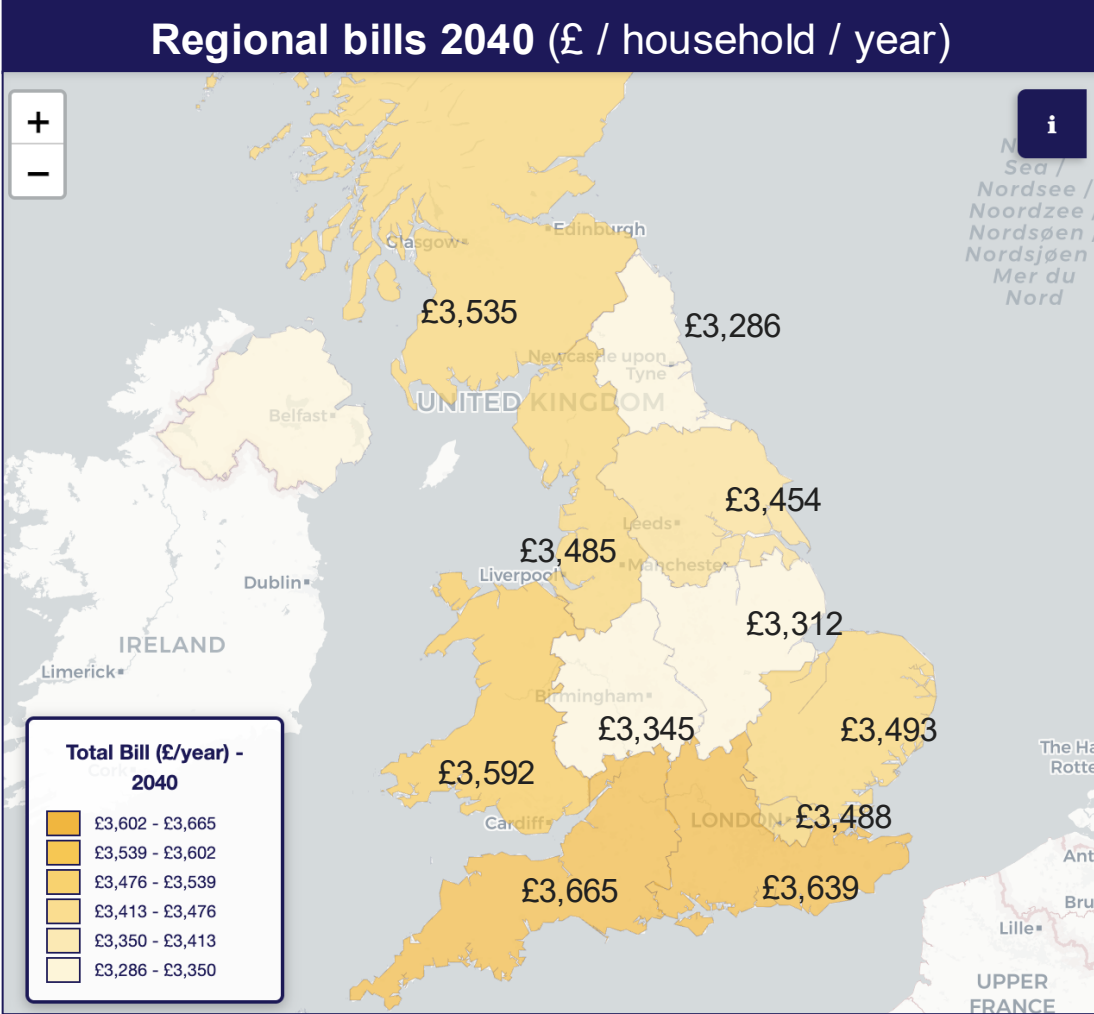 Regional bills 2040 (£ / household / year)
+
−
i
Sea /
Nordsee /
Noordzee /
Nordsøen /
Nordsjøen
Mer du
Nord
Edinburgh
Glasgow
£3,535
£3,286
Newcastle upon
Tyne
UNITED KINGDOM
Belfast
£3,454
Leeds
£3,485
Manchester
Liverpool
Dublin
£3,312
IRELAND
Limerick
Birmingham
£3,345
£3,493
£3,592
LONDON
£3,488
Cardiff
£3,665
£3,639
The Ha
Rotte
Ant
Bru
Lille
UPPER
FRANCE
Total Bill (£/year) -
2040
Cork
£3,602 - £3,665
£3,539 - £3,602
£3,476 - £3,539
£3,413 - £3,476
£3,350 - £3,413
£3,286 - £3,350